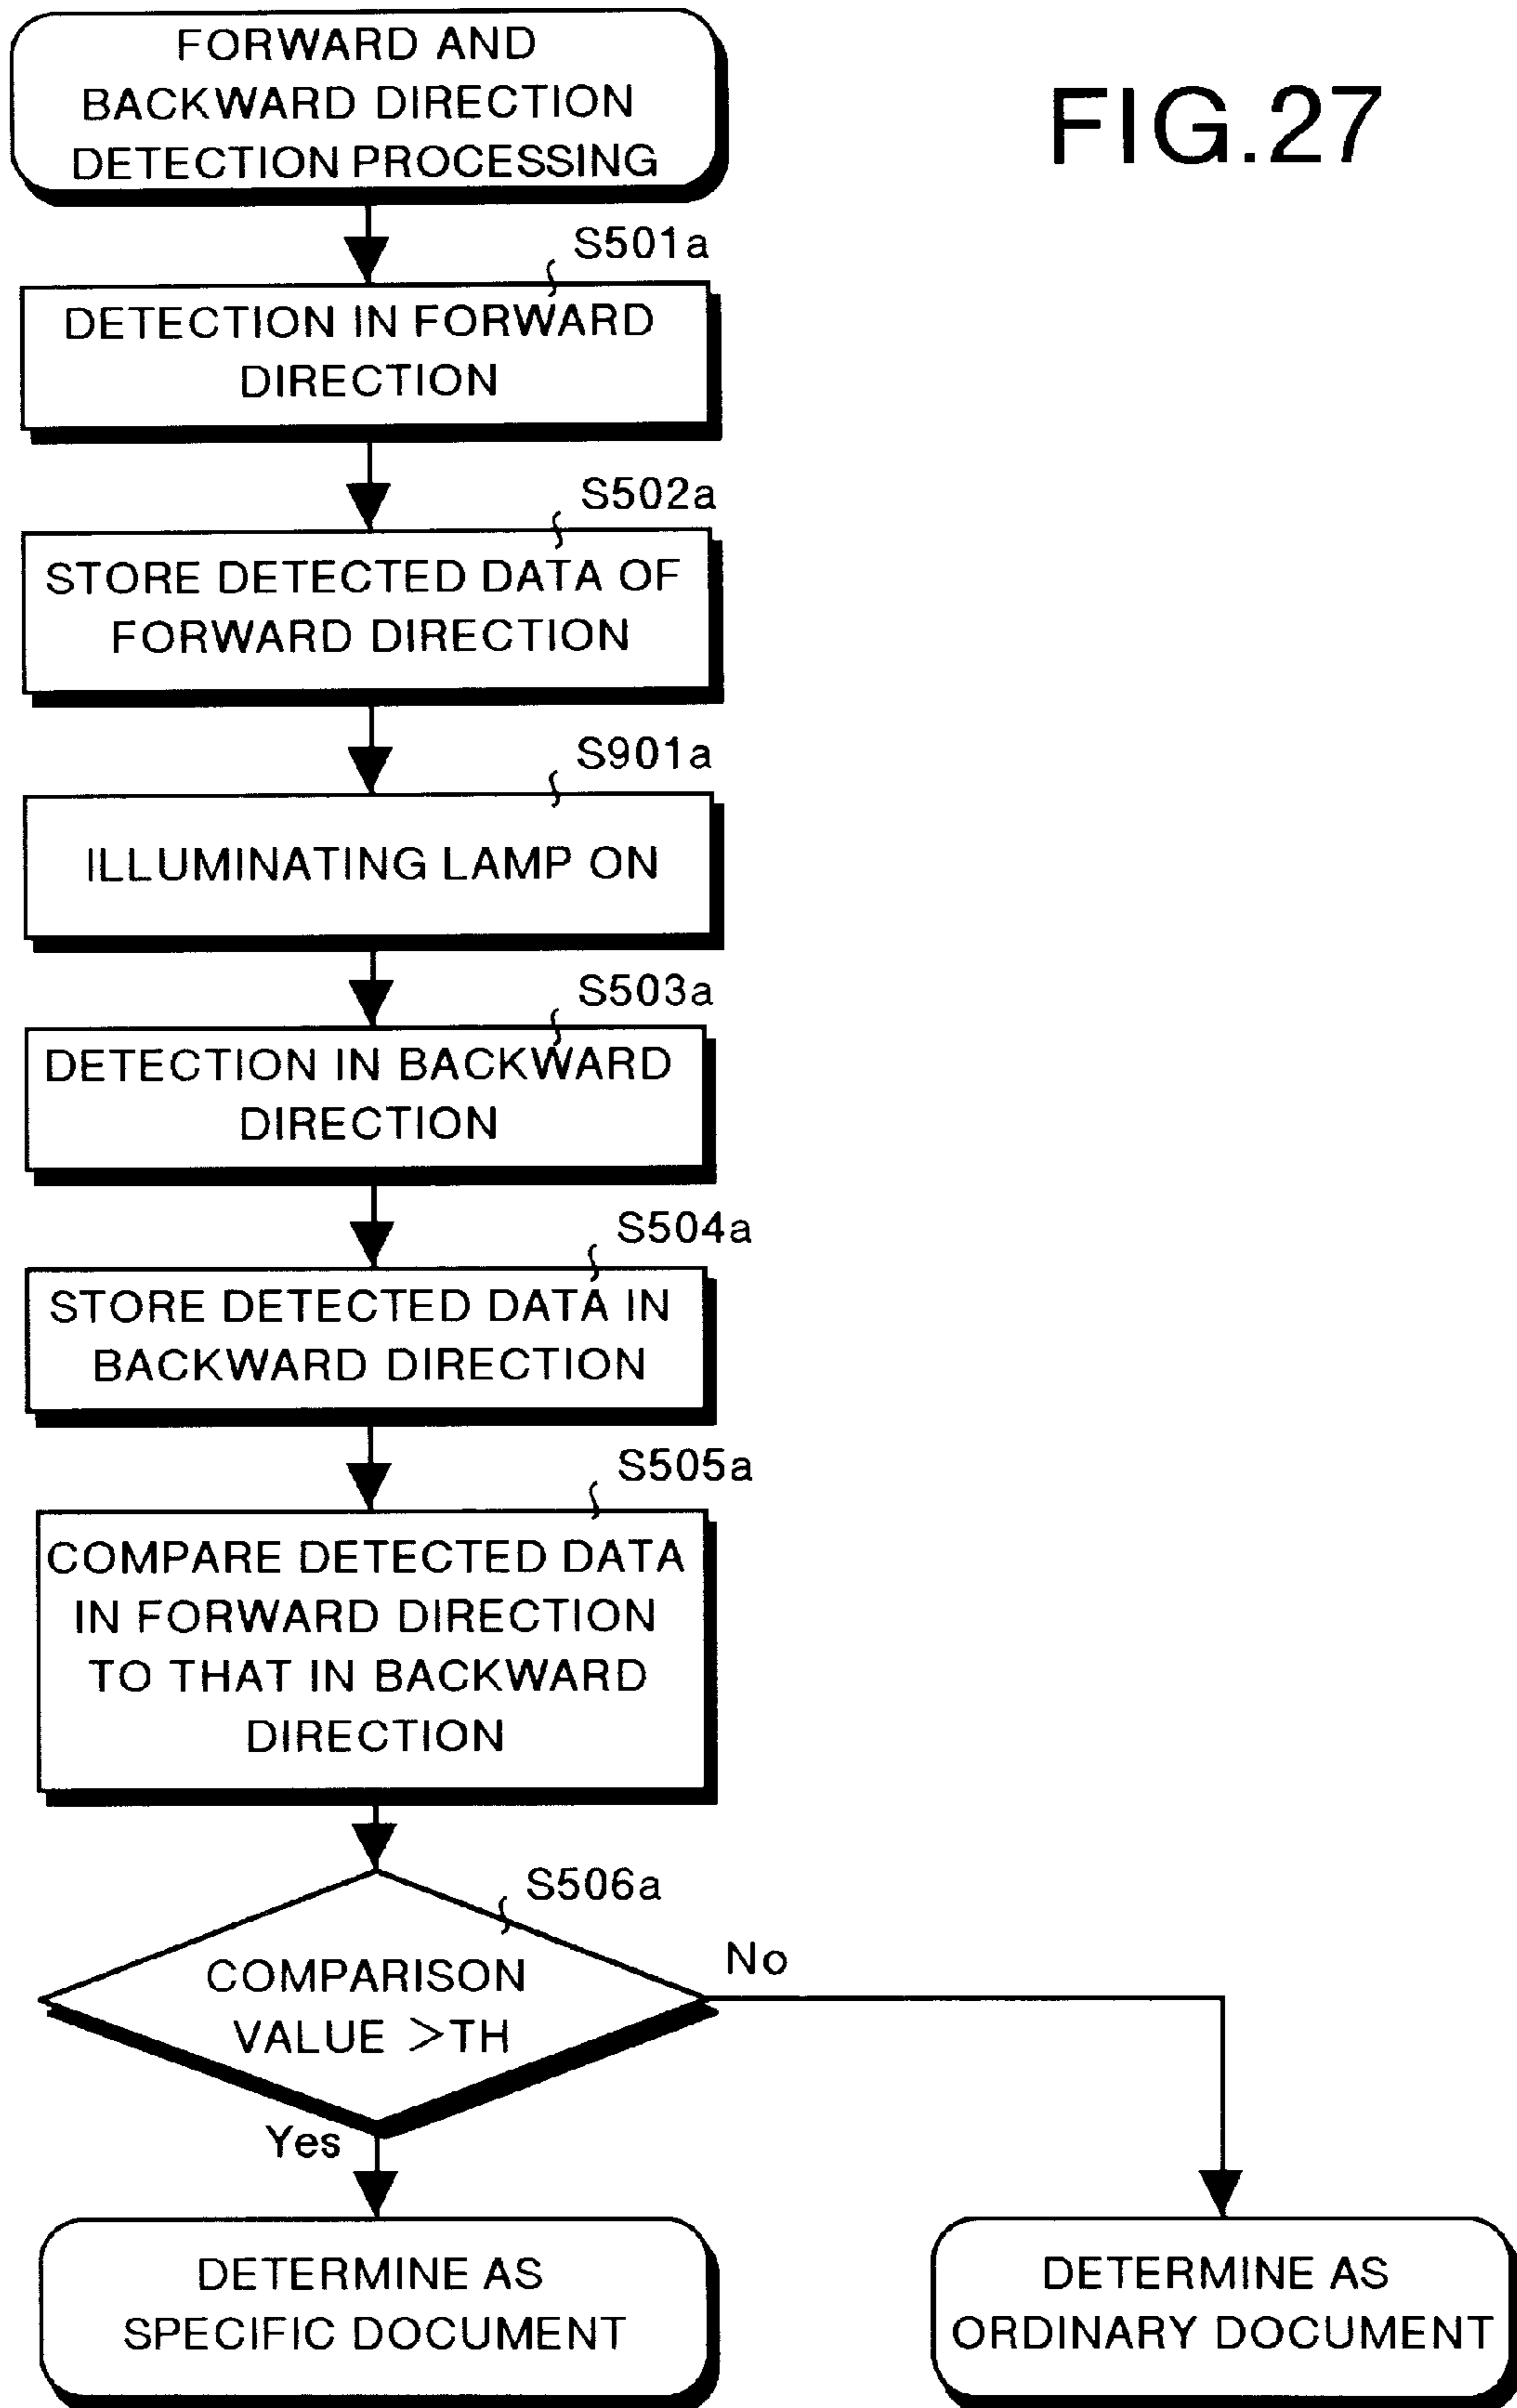 FORWARD AND
BACKWARD DIRECTION
DETECTION PROCESSING
FIG.27
S501a
DETECTION IN FORWARD
DIRECTION
S502a
STORE DETECTED DATA OF
FORWARD DIRECTION
S901a
ILLUMINATING LAMP ON
S503a
DETECTION IN BACKWARD
DIRECTION
S504a
STORE DETECTED DATA IN
BACKWARD DIRECTION
S505a
COMPARE DETECTED DATA
IN FORWARD DIRECTION
TO THAT IN BACKWARD
DIRECTION
S506a
COMPARISON
VALUE >TH
No
Yes
DETERMINE AS
SPECIFIC DOCUMENT
DETERMINE AS
ORDINARY DOCUMENT